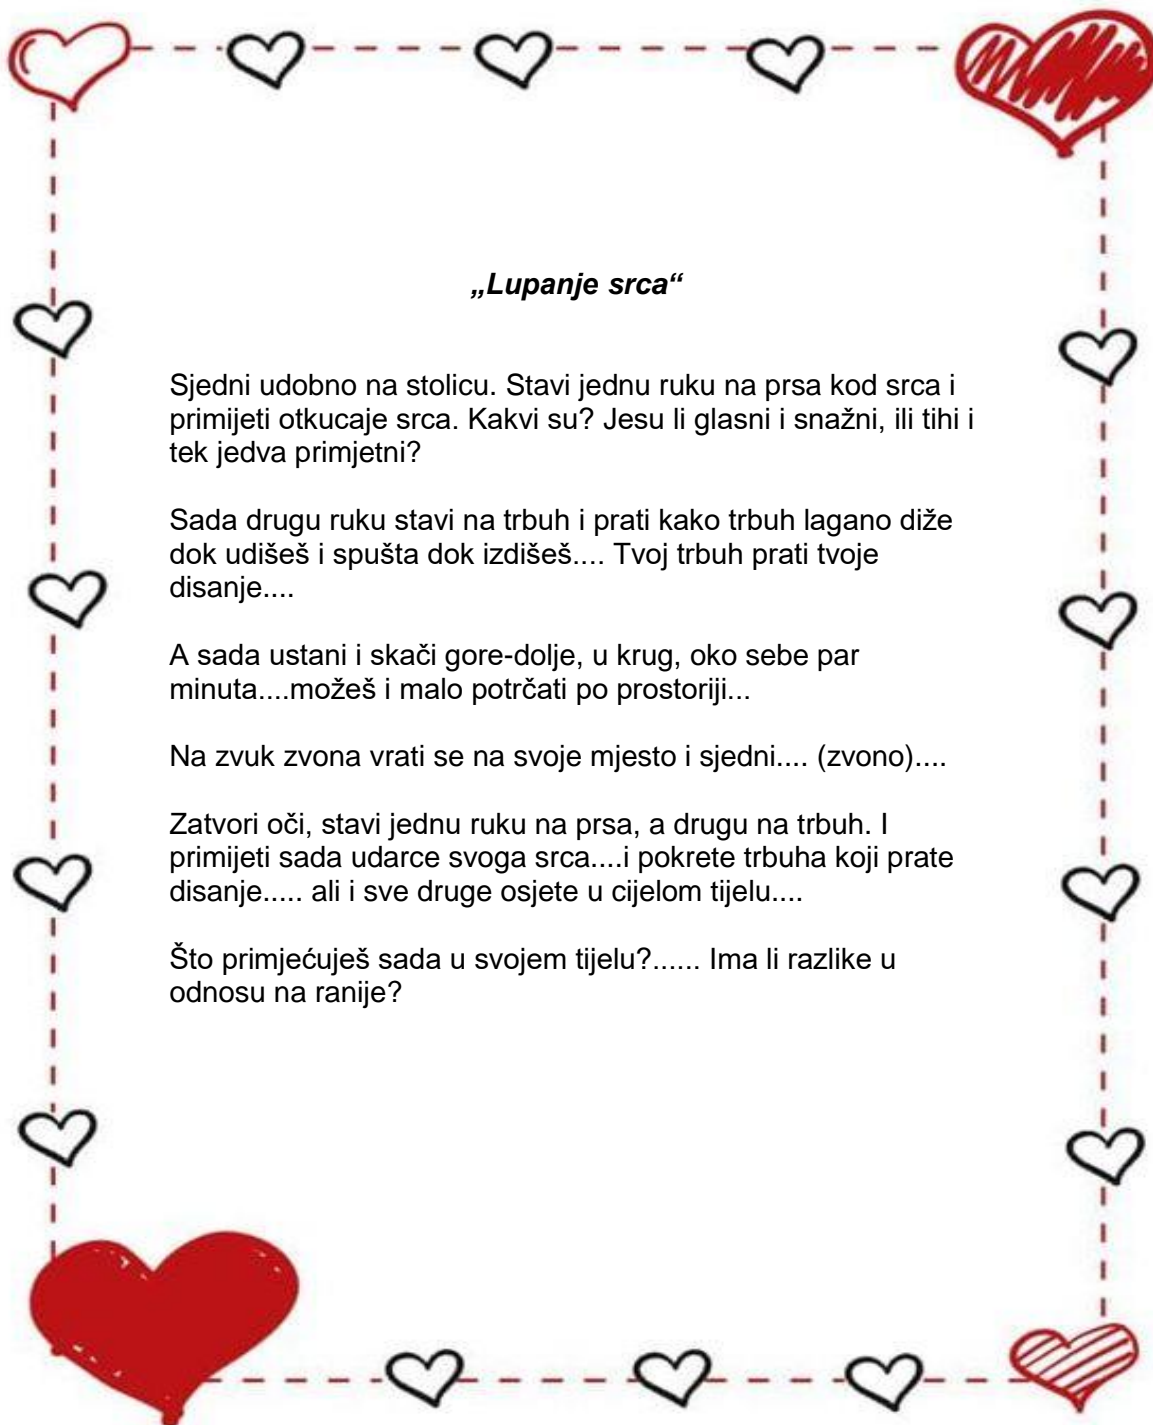 „Lupanje srca“
Sjedni udobno na stolicu. Stavi jednu ruku na prsa kod srca i
primijeti otkucaje srca. Kakvi su? Jesu li glasni i snažni, ili tihi i
tek jedva primjetni?
Sada drugu ruku stavi na trbuh i prati kako trbuh lagano diže
dok udišeš i spušta dok izdišeš.... Tvoj trbuh prati tvoje
disanje....
A sada ustani i skači gore-dolje, u krug, oko sebe par
minuta....možeš i malo potrčati po prostoriji...
Na zvuk zvona vrati se na svoje mjesto i sjedni.... (zvono)....
Zatvori oči, stavi jednu ruku na prsa, a drugu na trbuh. I
primijeti sada udarce svoga srca....i pokrete trbuha koji prate
disanje..... ali i sve druge osjete u cijelom tijelu....
Što primjećuješ sada u svojem tijelu?...... Ima li razlike u
odnosu na ranije?